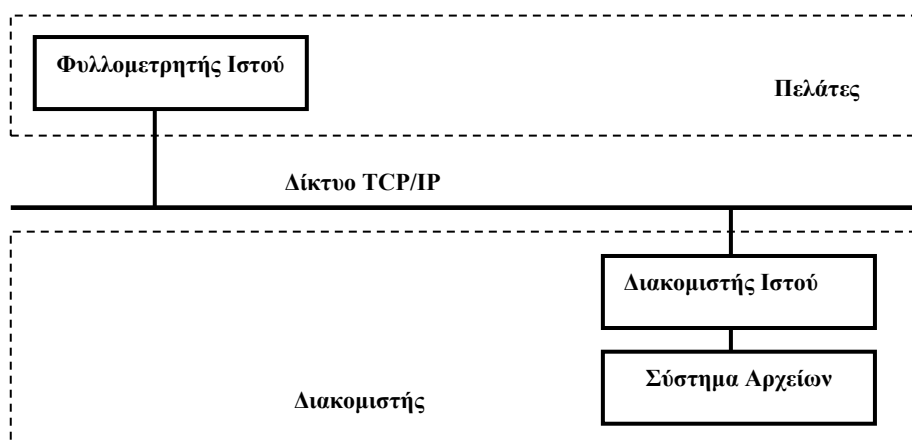 Φυλλομετρητής Ιστού
Πελάτες
Δίκτυο TCP/IP
Διακομιστής Ιστού
Σύστημα Αρχείων
Διακομιστής